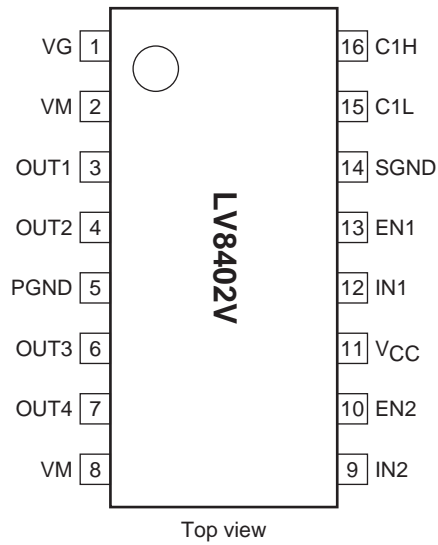 VG 1 16 C1H
VM 2 15 C1L
OUT1 3 14 SGND
OUT2 4 13 EN1
PGND 5 12 IN1
OUT3 6 11 VCC
OUT4 7 10 EN2
VM 8 9 IN2
LV8402V
Top view